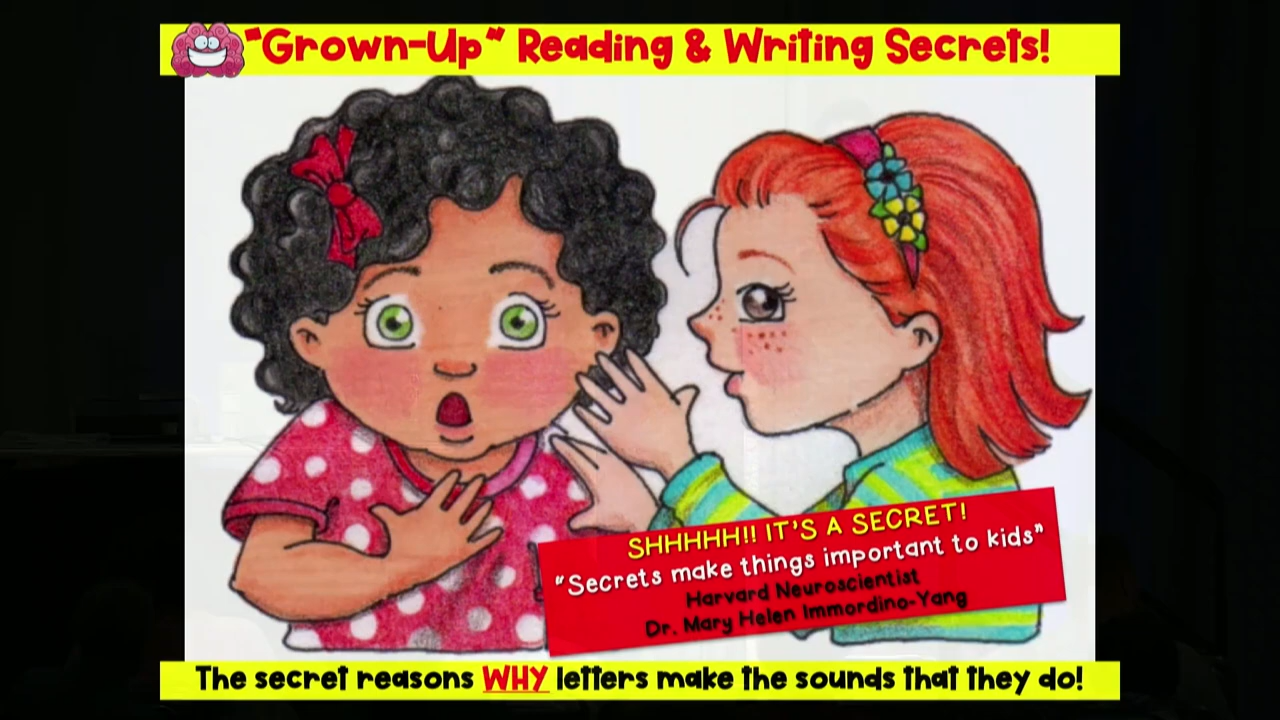 "Grown-Up" Reading & Writing Secrets!
SHHHHH!! IT'S A SECRET!
"Secrets make things important to kids"
Harvard Neuroscientist
Dr. Mary Helen Immordino-Yang
The secret reasons WHY letters make the sounds that they do!